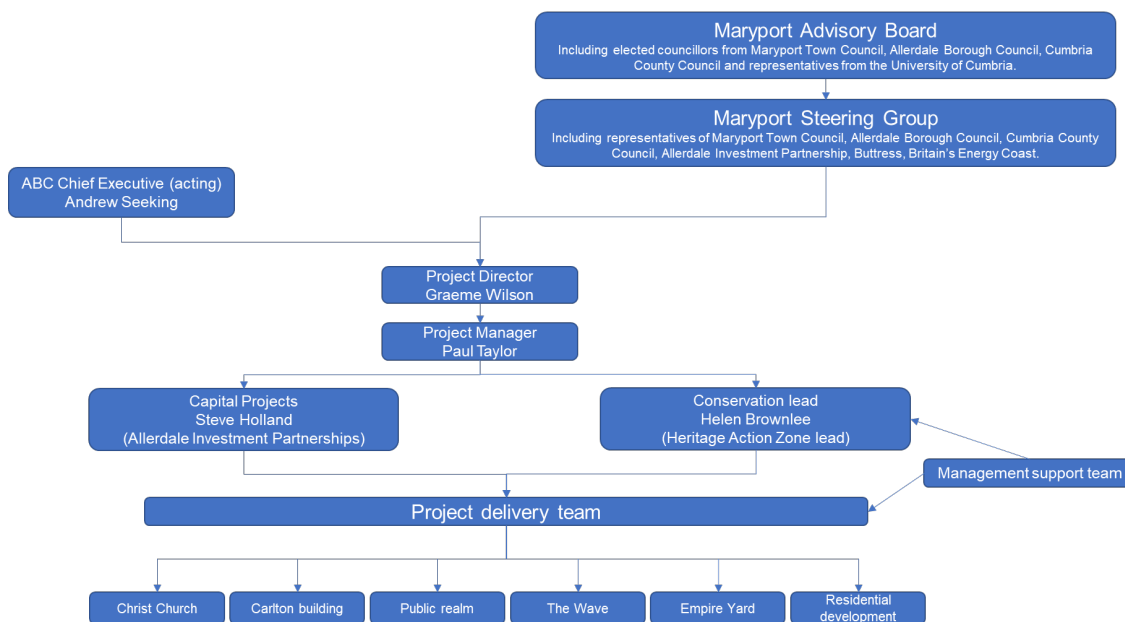 Maryport Advisory Board
Including elected councillors from Maryport Town Council, Allerdale Borough Council, Cumbria
County Council and representatives from the University of Cumbria.
Maryport Steering Group
Including representatives of Maryport Town Council, Allerdale Borough Council, Cumbria County
Council, Allerdale Investment Partnership, Buttress, Britain's Energy Coast.
ABC Chief Executive (acting)
Andrew Seeking
Project Director
Graeme Wilson
Project Manager
Paul Taylor
Capital Projects
Steve Holland
(Allerdale Investment Partnerships)
Conservation lead
Helen Brownlee
(Heritage Action Zone lead)
Management support team
Project delivery team
Christ Church
Carlton building
Public realm
The Wave
Empire Yard
Residential
development